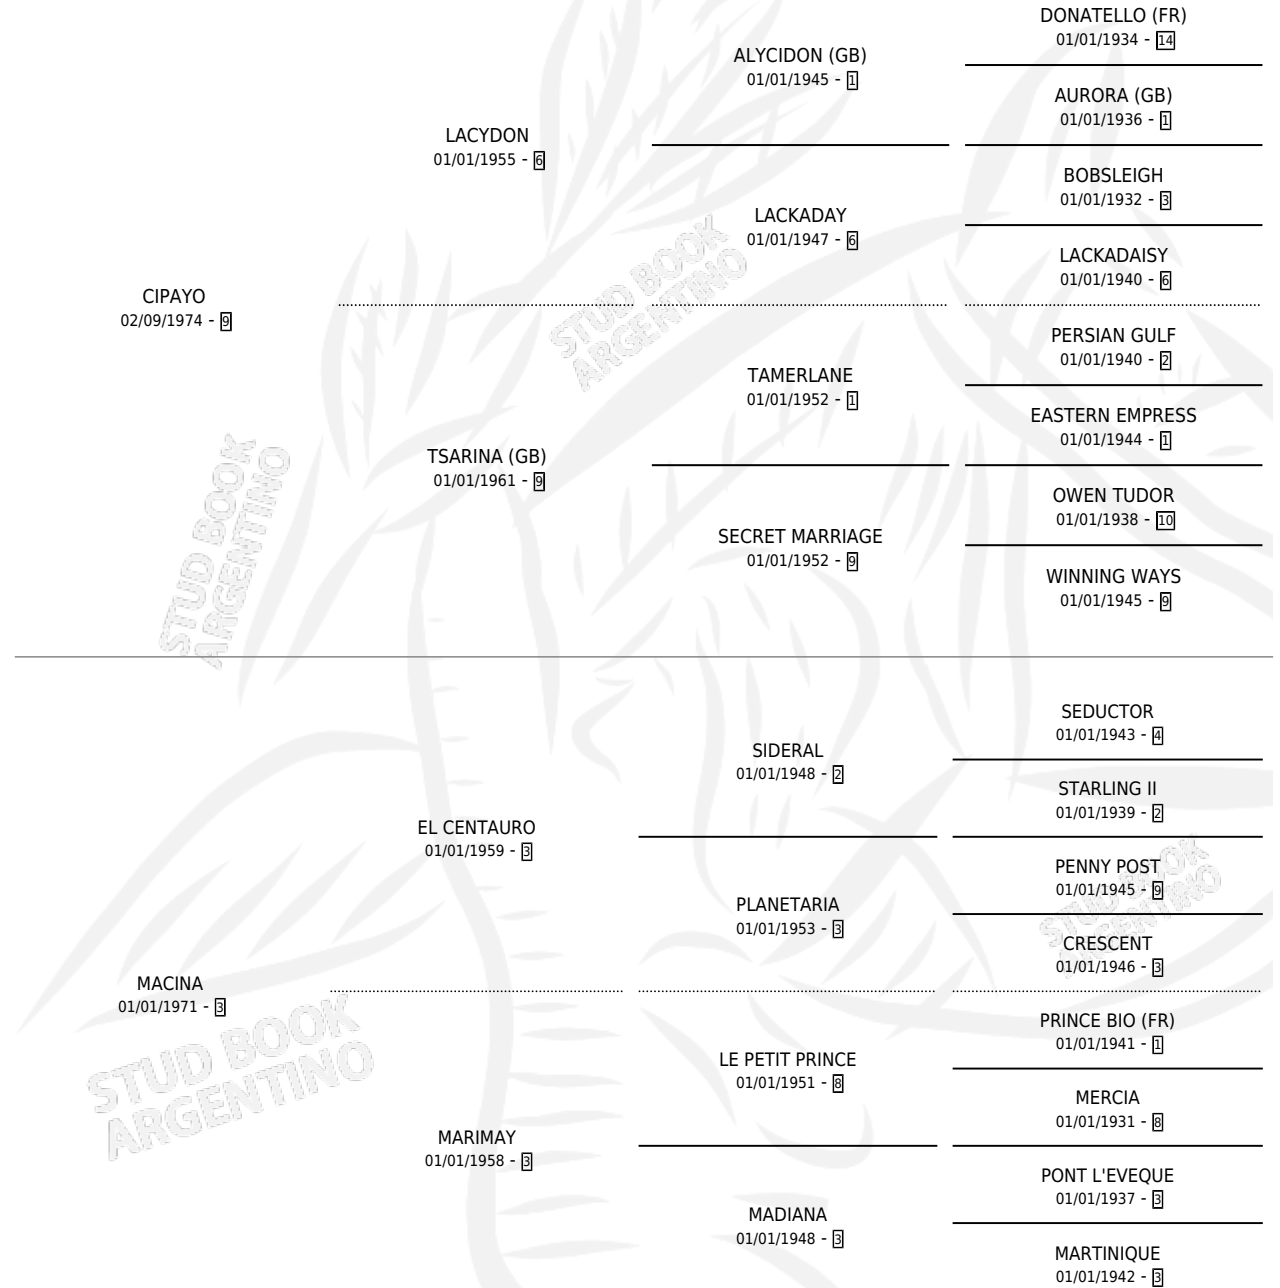 DONATELLO (FR)
01/01/1934 - 14
ALYCIDON (GB)
01/01/1945 - 1
AURORA (GB)
01/01/1936 - 1
LACYDON
01/01/1955 - 6
BOBSLEIGH
01/01/1932 - 3
LACKADAY
01/01/1947 - 6
LACKADAISY
01/01/1940 - 6
CIPAYO
02/09/1974 - 9
PERSIAN GULF
01/01/1940 - 2
TAMERLANE
01/01/1952 - 1
EASTERN EMPRESS
01/01/1944 - 1
TSARINA (GB)
01/01/1961 - 9
OWEN TUDOR
01/01/1938 - 10
SECRET MARRIAGE
01/01/1952 - 9
WINNING WAYS
01/01/1945 - 9
SEDUCTOR
01/01/1943 - 4
SIDERAL
01/01/1948 - 2
STARLING II
01/01/1939 - 2
EL CENTAURO
01/01/1959 - 3
PENNY POST
01/01/1945 - 9
PLANETARIA
01/01/1953 - 3
CRESCENT
01/01/1946 - 3
MACINA
01/01/1971 - 3
PRINCE BIO (FR)
01/01/1941 - 1
LE PETIT PRINCE
01/01/1951 - 8
MERCIA
01/01/1931 - 8
MARIMAY
01/01/1958 - 3
PONT L'EVEQUE
01/01/1937 - 3
MADIANA
01/01/1948 - 3
MARTINIQUE
01/01/1942 - 3
STUD BOOK
ARGENTINO
STUD BOOK
ARGENTINO
STUD BOOK
ARGENTINO
STUD BOOK
ARGENTINO